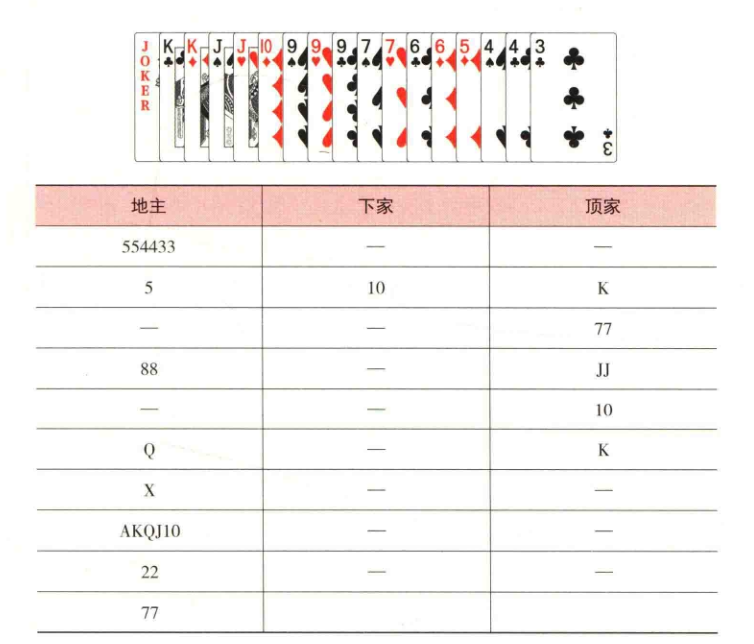 JOKER K K J J 10 9 9 9 7 7 6 6 5 4 4 3
3
地主 下家 顶家
554433 — —
5 10 K
— — 77
88 — JJ
— — 10
Q — K
X — —
AKQJ10 — —
22 — —
77